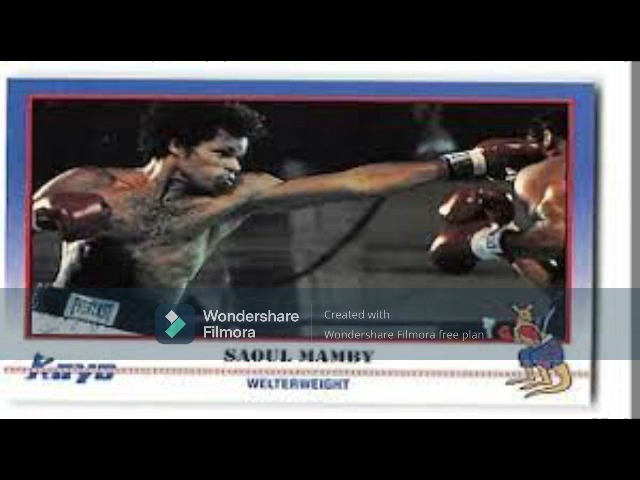 EVERLAST
Wondershare
Filmora
Created with
Wondershare Filmora free plan
SAOUL MAMBY
Kayo
WELTERWEIGHT